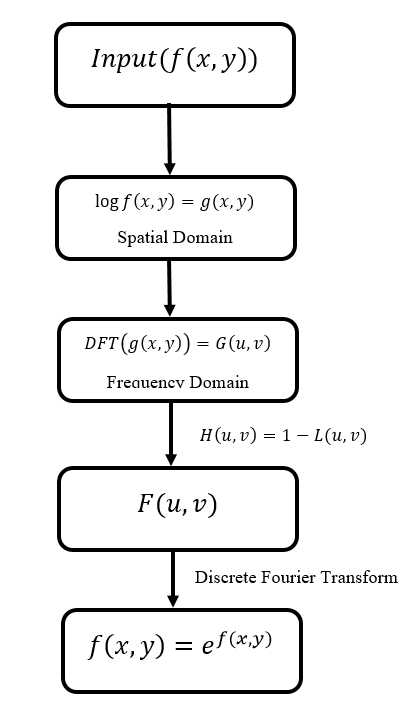 Input(f(x,y))
log f(x,y) = g(x,y)
Spatial Domain
DFT(g(x,y)) = G(u,v)
Frequency Domain
H(u,v) = 1 − L(u,v)
F(u,v)
Discrete Fourier Transform
f(x,y) = e^{f(x,y)}